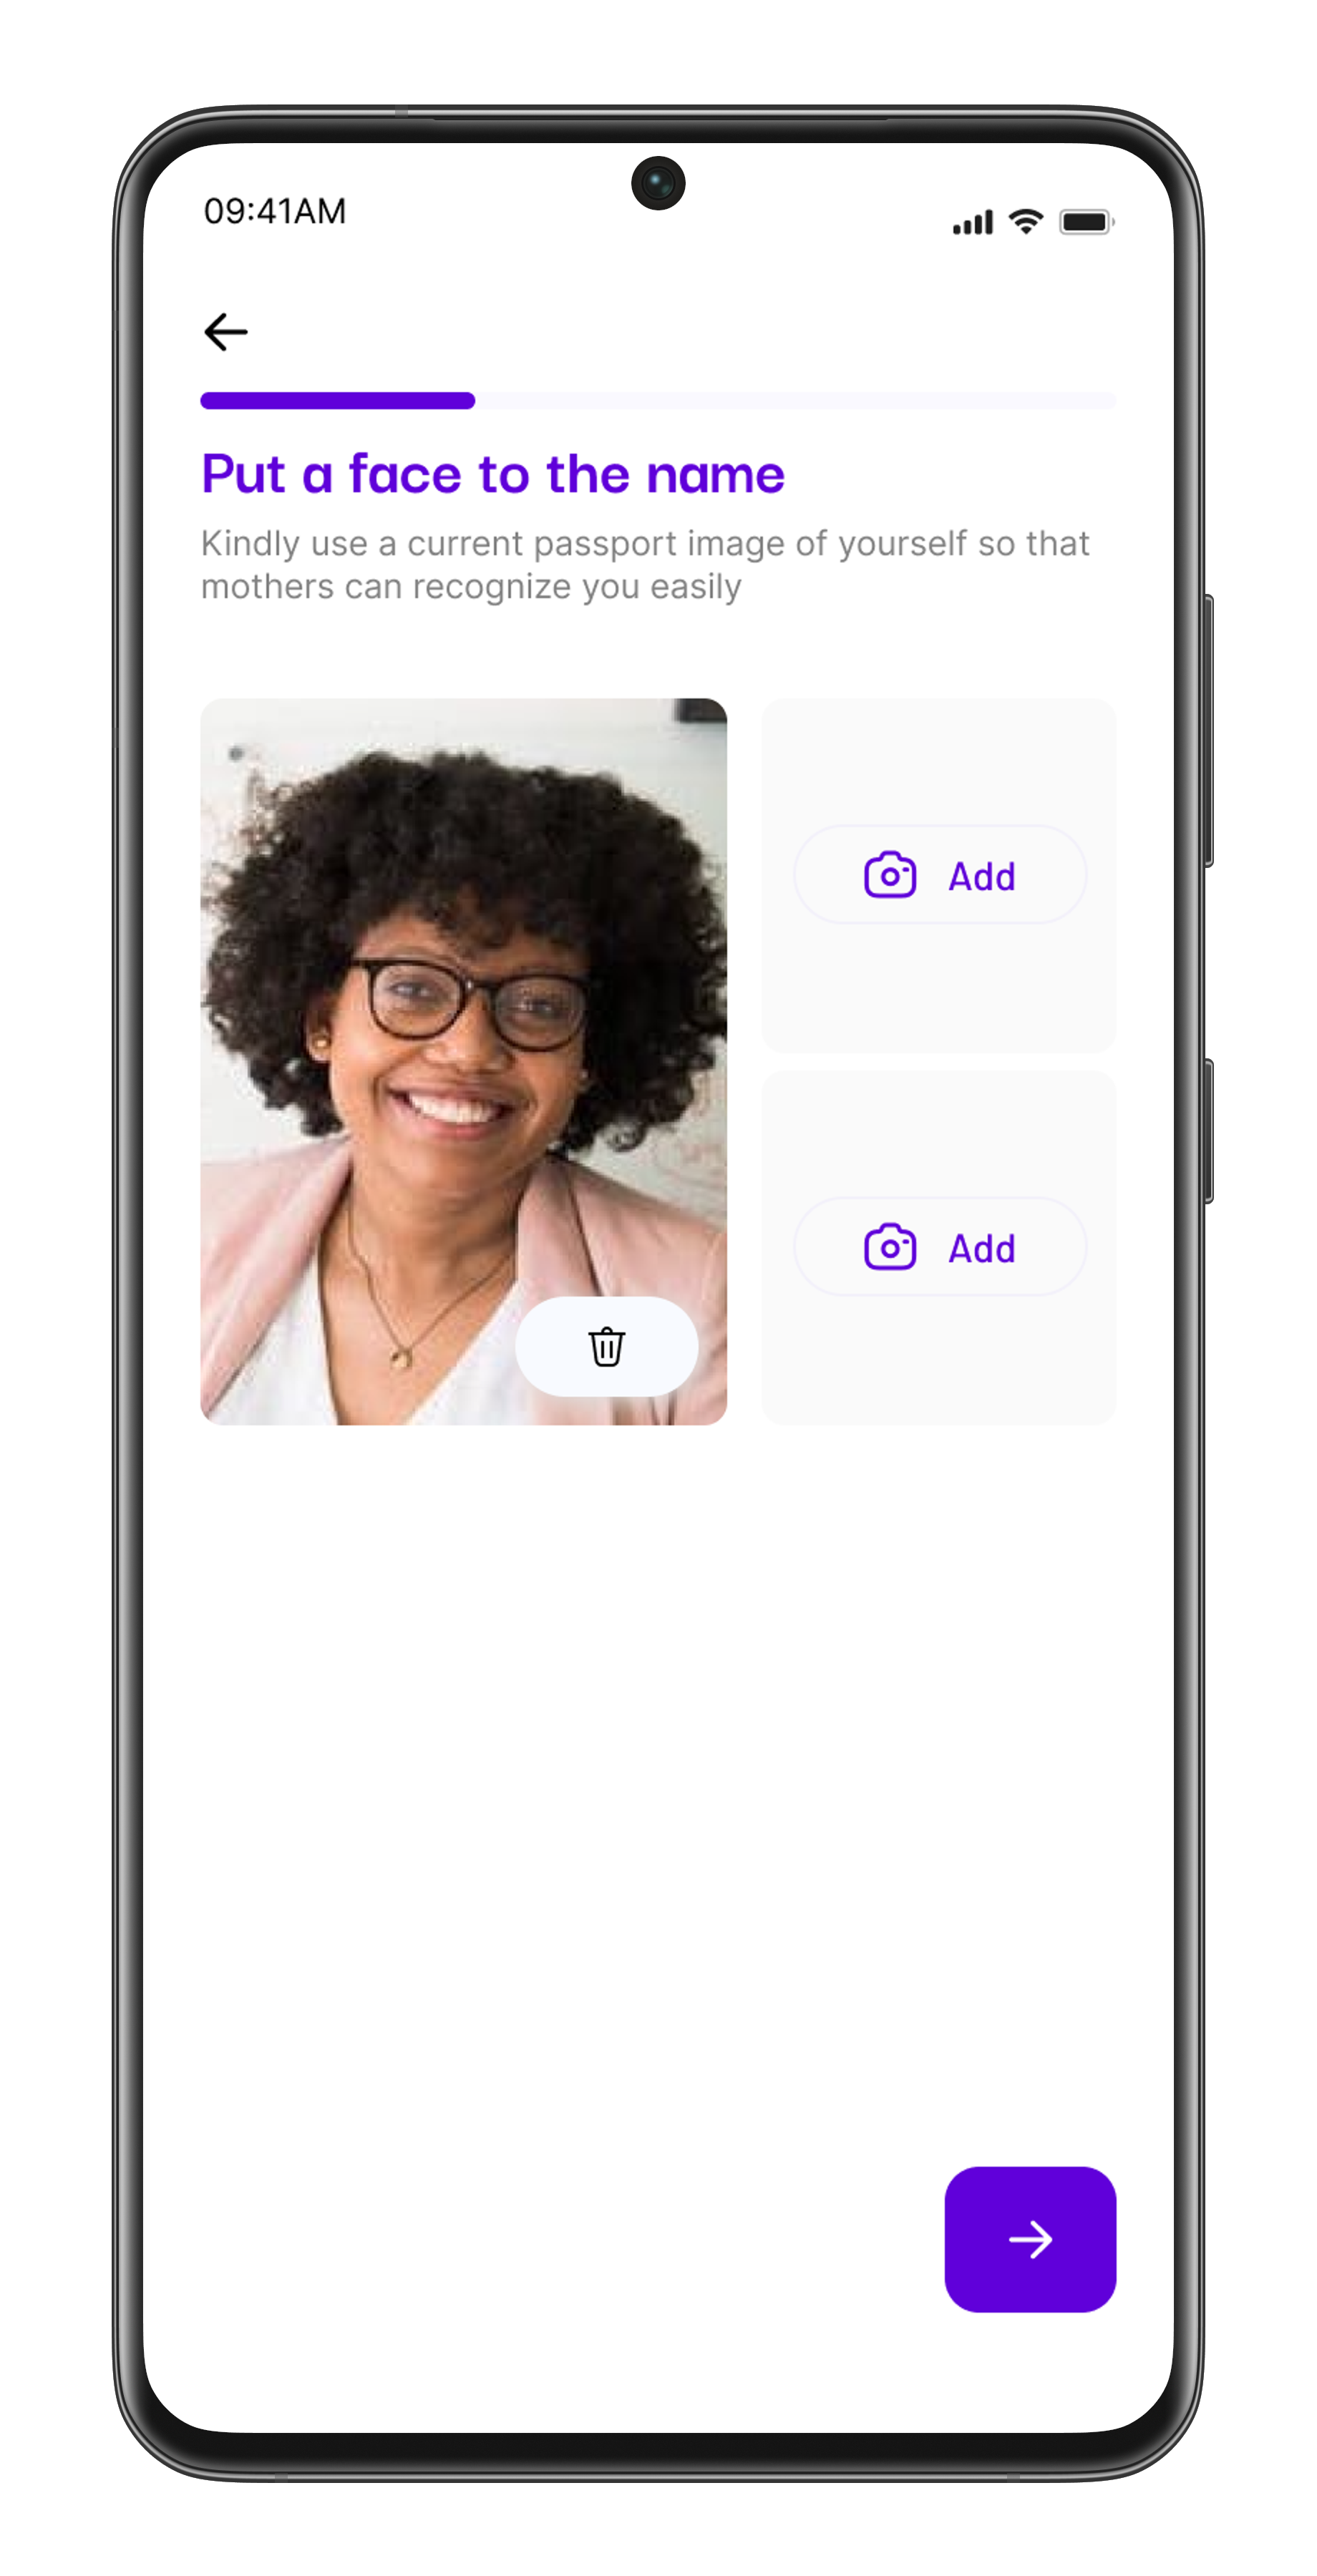 09:41AM
Put a face to the name
Kindly use a current passport image of yourself so that
mothers can recognize you easily
Add
Add